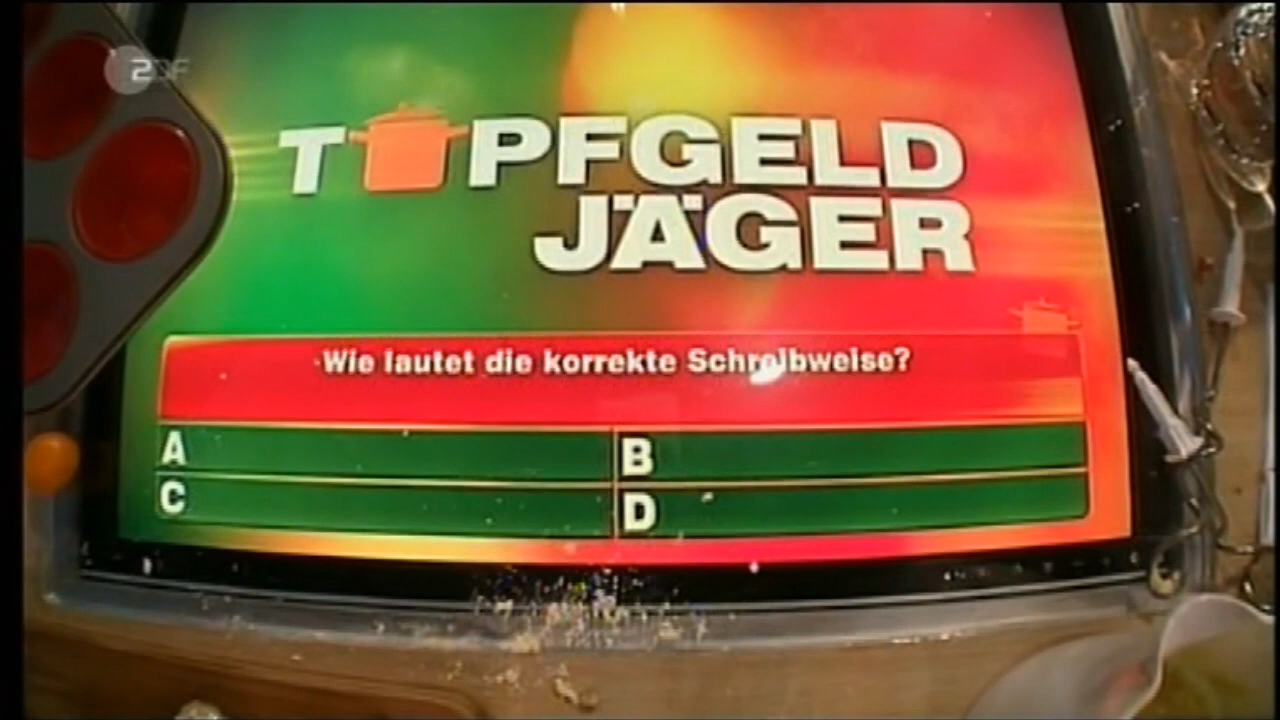 ZDF
TOPFGELD
JÄGER
Wie lautet die korrekte Schreibweise?
A
B
C
D